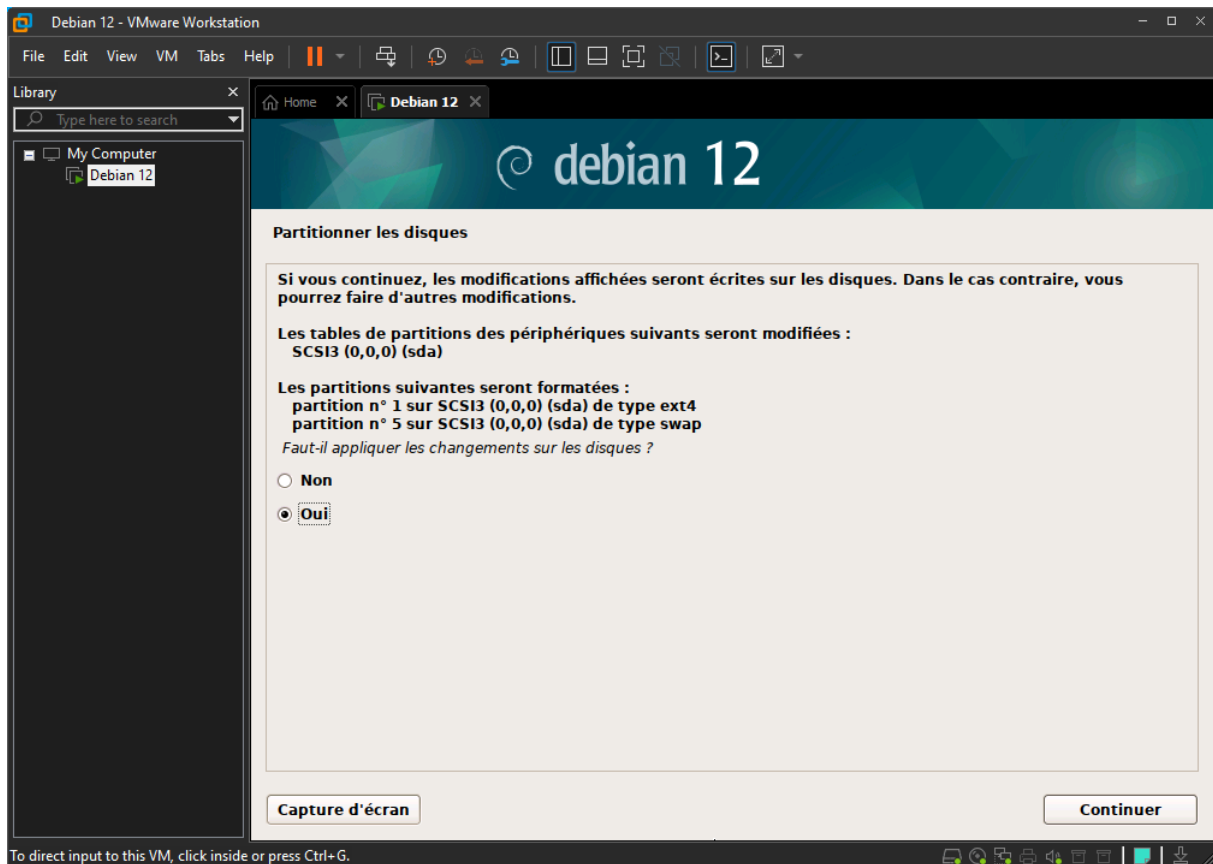 Debian 12 - VMware Workstation
File Edit View VM Tabs Help
Library
Type here to search
My Computer
Debian 12
Home
Debian 12
debian 12
Partitionner les disques
Si vous continuez, les modifications affichées seront écrites sur les disques. Dans le cas contraire, vous
pourrez faire d'autres modifications.
Les tables de partitions des périphériques suivants seront modifiées :
SCSI3 (0,0,0) (sda)
Les partitions suivantes seront formatées :
partition n° 1 sur SCSI3 (0,0,0) (sda) de type ext4
partition n° 5 sur SCSI3 (0,0,0) (sda) de type swap
Faut-il appliquer les changements sur les disques ?
Non
Oui
Capture d'écran
Continuer
To direct input to this VM, click inside or press Ctrl+G.